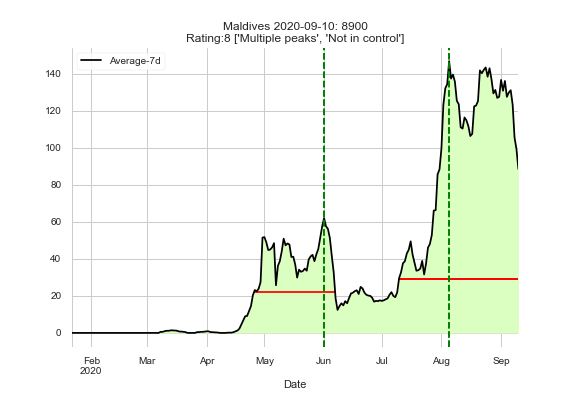 Maldives 2020-09-10: 8900
Rating:8 ['Multiple peaks', 'Not in control']
Average-7d
140
120
100
80
60
40
20
0
Feb Mar Apr May Jun Jul Aug Sep
2020
Date